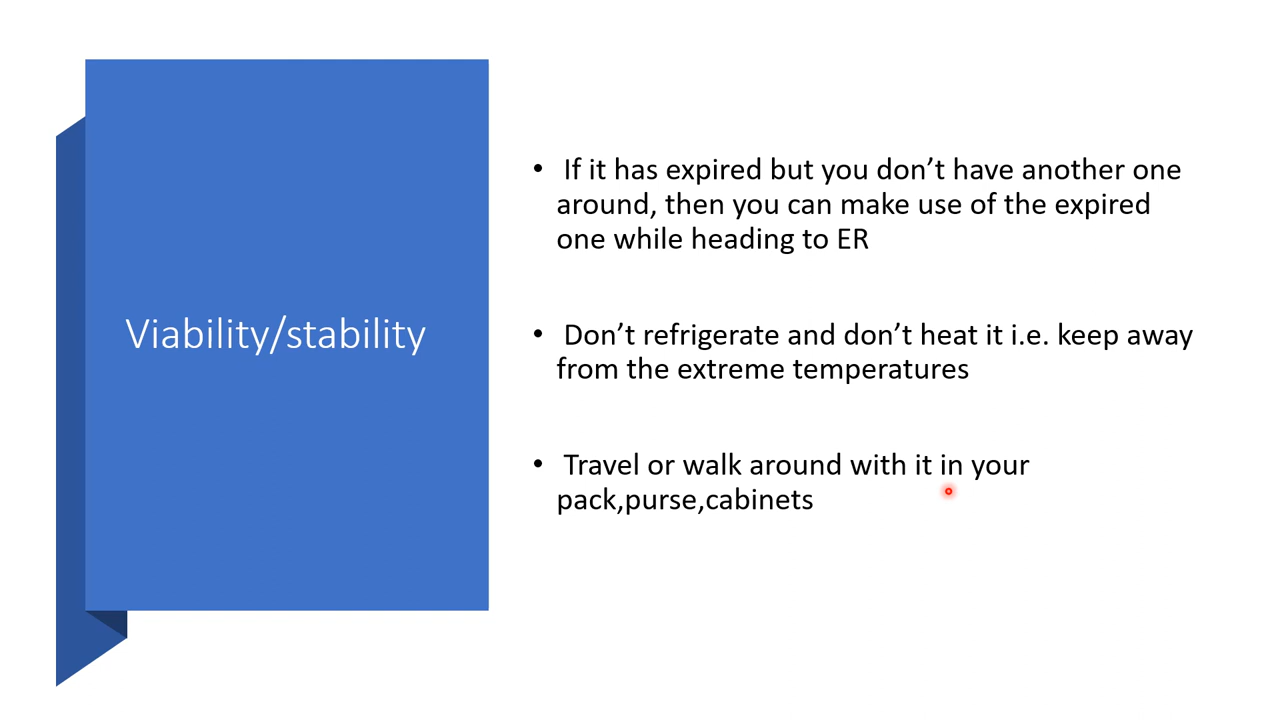 Viability/stability
• If it has expired but you don’t have another one
around, then you can make use of the expired
one while heading to ER
• Don’t refrigerate and don’t heat it i.e. keep away
from the extreme temperatures
• Travel or walk around with it in your
pack,purse,cabinets